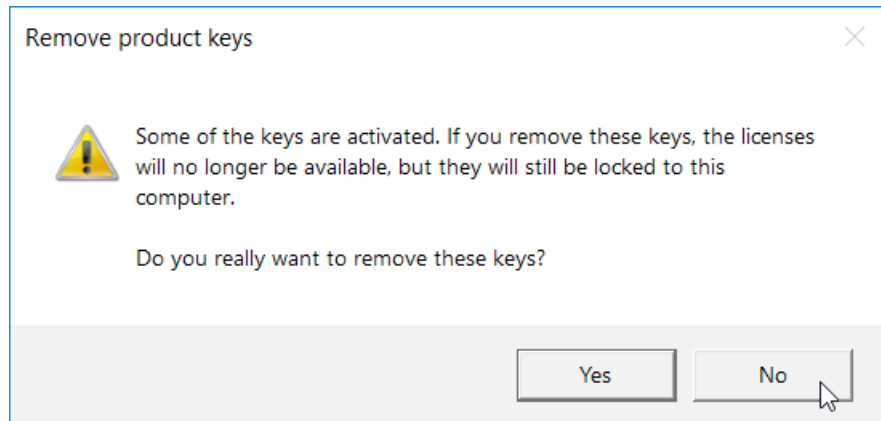 Remove product keys
Some of the keys are activated. If you remove these keys, the licenses
will no longer be available, but they will still be locked to this
computer.
Do you really want to remove these keys?
Yes
No